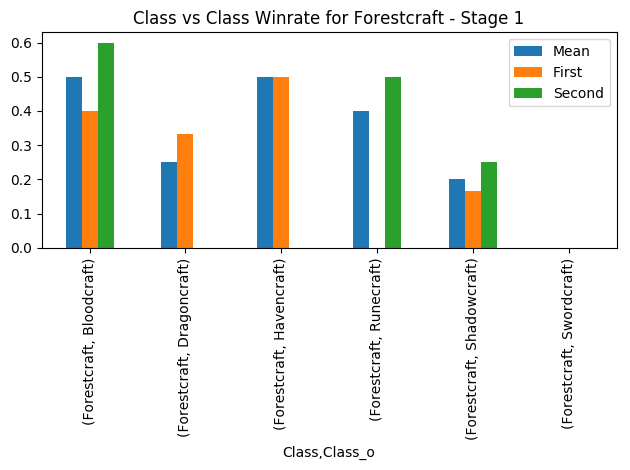 Class vs Class Winrate for Forestcraft - Stage 1
Mean
First
Second
0.6
0.5
0.4
0.3
0.2
0.1
0.0
(Forestcraft, Bloodcraft)
(Forestcraft, Dragoncraft)
(Forestcraft, Havencraft)
(Forestcraft, Runecraft)
(Forestcraft, Shadowcraft)
(Forestcraft, Swordcraft)
Class,Class_o